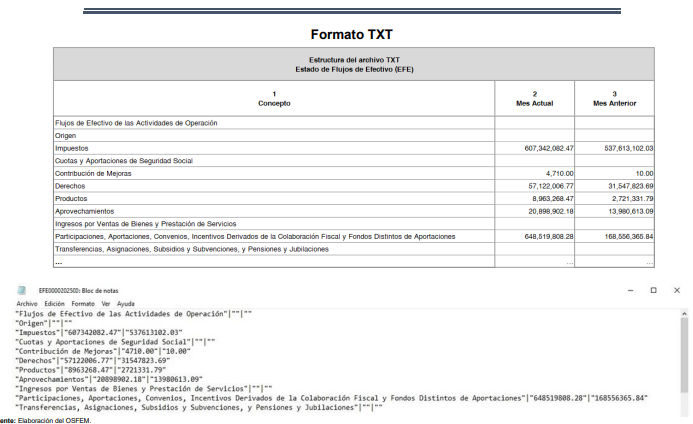 Formato TXT
Estructura del archivo TXT
Estado de Flujos de Efectivo (EFE)
1 2 3
Concepto Mes Actual Mes Anterior
Flujos de Efectivo de las Actividades de Operación
Origen
Impuestos 607,342,082.47 537,613,102.03
Cuotas y Aportaciones de Seguridad Social
Contribución de Mejoras 4,710.00 10.00
Derechos 57,122,006.77 31,547,823.69
Productos 8,963,268.47 2,721,331.79
Aprovechamientos 20,898,902.18 13,980,613.09
Ingresos por Ventas de Bienes y Prestación de Servicios
Participaciones, Aportaciones, Convenios, Incentivos Derivados de la Colaboración Fiscal y Fondos Distintos de Aportaciones 648,519,808.28 168,556,365.84
Transferencias, Asignaciones, Subsidios y Subvenciones, y Pensiones y Jubilaciones
... ... ...
EFE0000202500: Bloc de notas
Archivo Edición Formato Ver Ayuda
"Flujos de Efectivo de las Actividades de Operación"|""|""
"Origen"|""|""
"Impuestos"|"607342082.47"|"537613102.03"
"Cuotas y Aportaciones de Seguridad Social"|""|""
"Contribución de Mejoras"|"4710.00"|"10.00"
"Derechos"|"57122006.77"|"31547823.69"
"Productos"|"8963268.47"|"2721331.79"
"Aprovechamientos"|"20898902.18"|"13980613.09"
"Ingresos por Ventas de Bienes y Prestación de Servicios"|""|""
"Participaciones, Aportaciones, Convenios, Incentivos Derivados de la Colaboración Fiscal y Fondos Distintos de Aportaciones"|"648519808.28"|"168556365.84"
"Transferencias, Asignaciones, Subsidios y Subvenciones, y Pensiones y Jubilaciones"|""|""
ente: Elaboración del OSFEM.